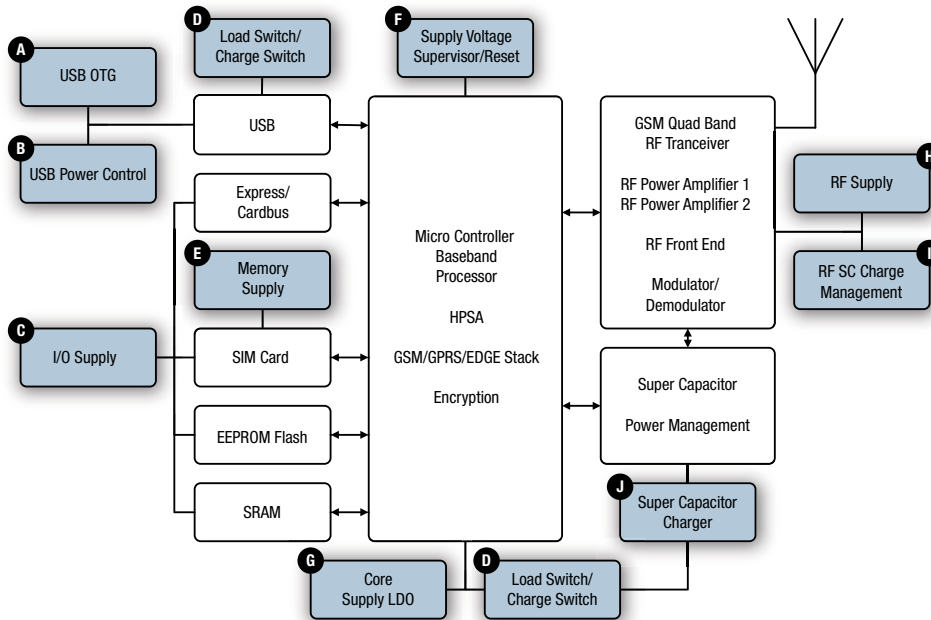 D
Load Switch/
Charge Switch
F
Supply Voltage
Supervisor/Reset
A
USB OTG
USB
B
USB Power Control
Express/
Cardbus
E
Memory
Supply
C
I/O Supply
SIM Card
EEPROM Flash
SRAM
Micro Controller
Baseband
Processor
HPSA
GSM/GPRS/EDGE Stack
Encryption
GSM Quad Band
RF Tranceiver
RF Power Amplifier 1
RF Power Amplifier 2
RF Front End
Modulator/
Demodulator
H
RF Supply
I
RF SC Charge
Management
Super Capacitor
Power Management
J
Super Capacitor
Charger
G
Core
Supply LDO
D
Load Switch/
Charge Switch